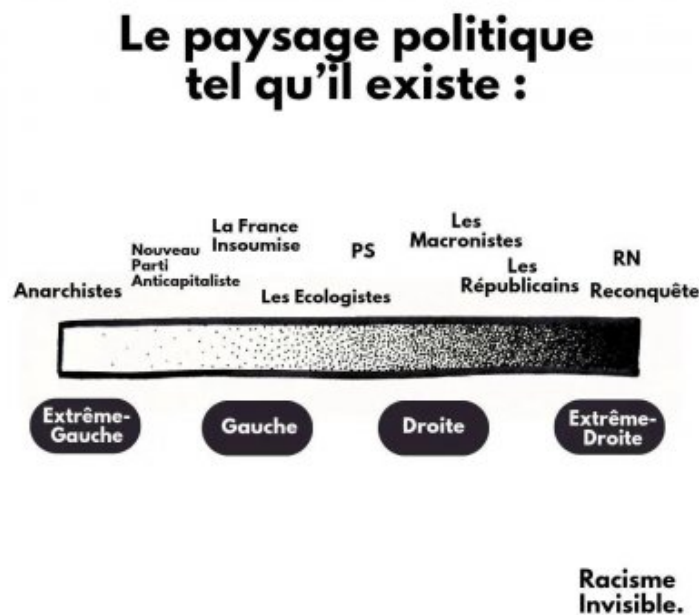 Le paysage politique
tel qu'il existe :
Les
Macronistes
La France
Insoumise
PS
Nouveau
Parti
Anticapitaliste
Les
Républicains
RN
Anarchistes
Les Ecologistes
Reconquête
Extrême-
Gauche
Gauche
Droite
Extrême-
Droite
Racisme
Invisible.